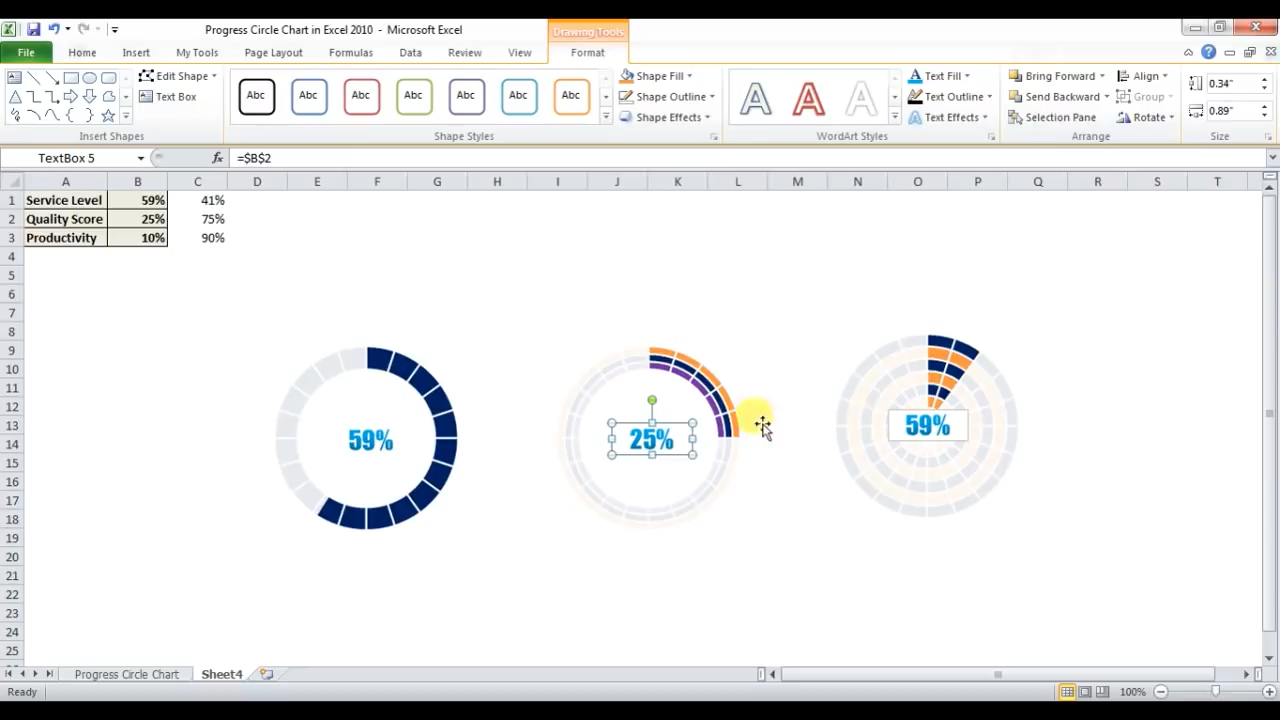 Progress Circle Chart in Excel 2010 - Microsoft Excel
Drawing Tools
File Home Insert My Tools Page Layout Formulas Data Review View Format
Edit Shape
Text Box
Insert Shapes
Abc Abc Abc Abc Abc Abc Abc
Shape Fill
Shape Outline
Shape Effects
Shape Styles
A A A
Text Fill
Text Outline
Text Effects
WordArt Styles
Bring Forward
Send Backward
Selection Pane
Align
Group
Rotate
Arrange
0.34"
0.89"
Size
TextBox 5 fx =$B$2
A B C D E F G H I J K L M N O P Q R S T
1 Service Level 59% 41%
2 Quality Score 25% 75%
3 Productivity 10% 90%
4
5
6
7
8
9
10
11
12
13
14
15
16
17
18
19
20
21
22
23
24
25
59%
25%
59%
Progress Circle Chart Sheet4
Ready 100%